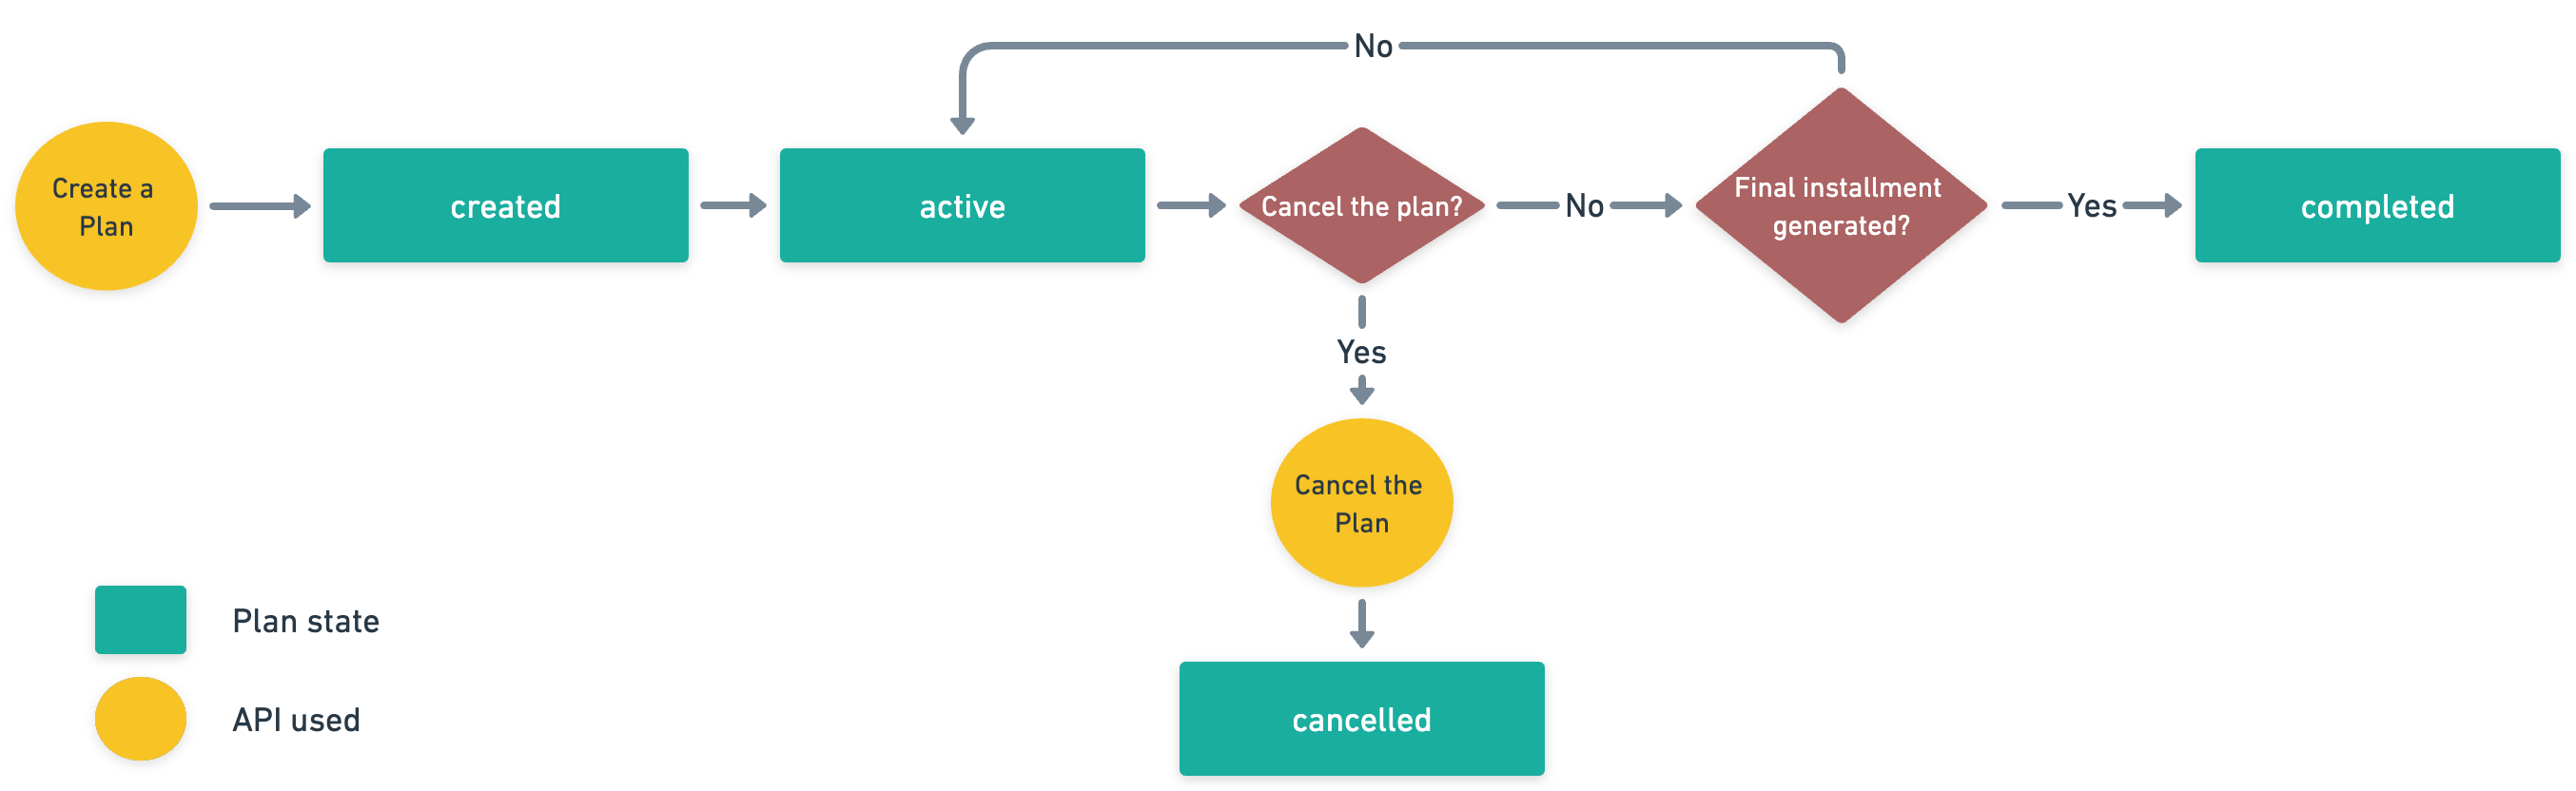 No
Create a
Plan
created
active
Cancel the plan?
No
Final installment
generated?
Yes
completed
Yes
Cancel the
Plan
cancelled
Plan state
API used